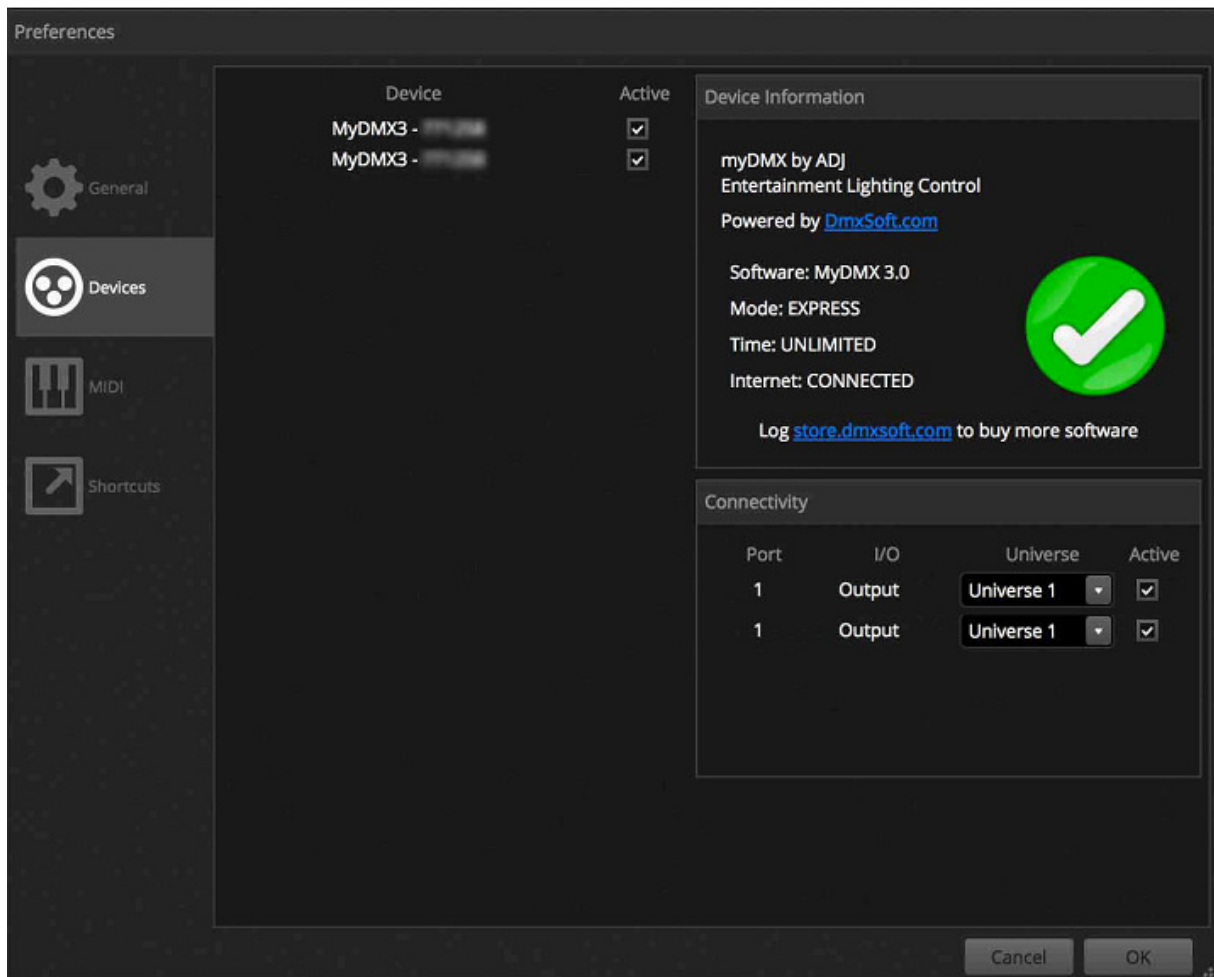 Preferences
General
Devices
MIDI
Shortcuts
Device Active
MyDMX3 -
MyDMX3 -
Device Information
myDMX by ADJ
Entertainment Lighting Control
Powered by DmxSoft.com
Software: MyDMX 3.0
Mode: EXPRESS
Time: UNLIMITED
Internet: CONNECTED
Log store.dmxsoft.com to buy more software
Connectivity
Port I/O Universe Active
1 Output Universe 1
1 Output Universe 1
Cancel OK